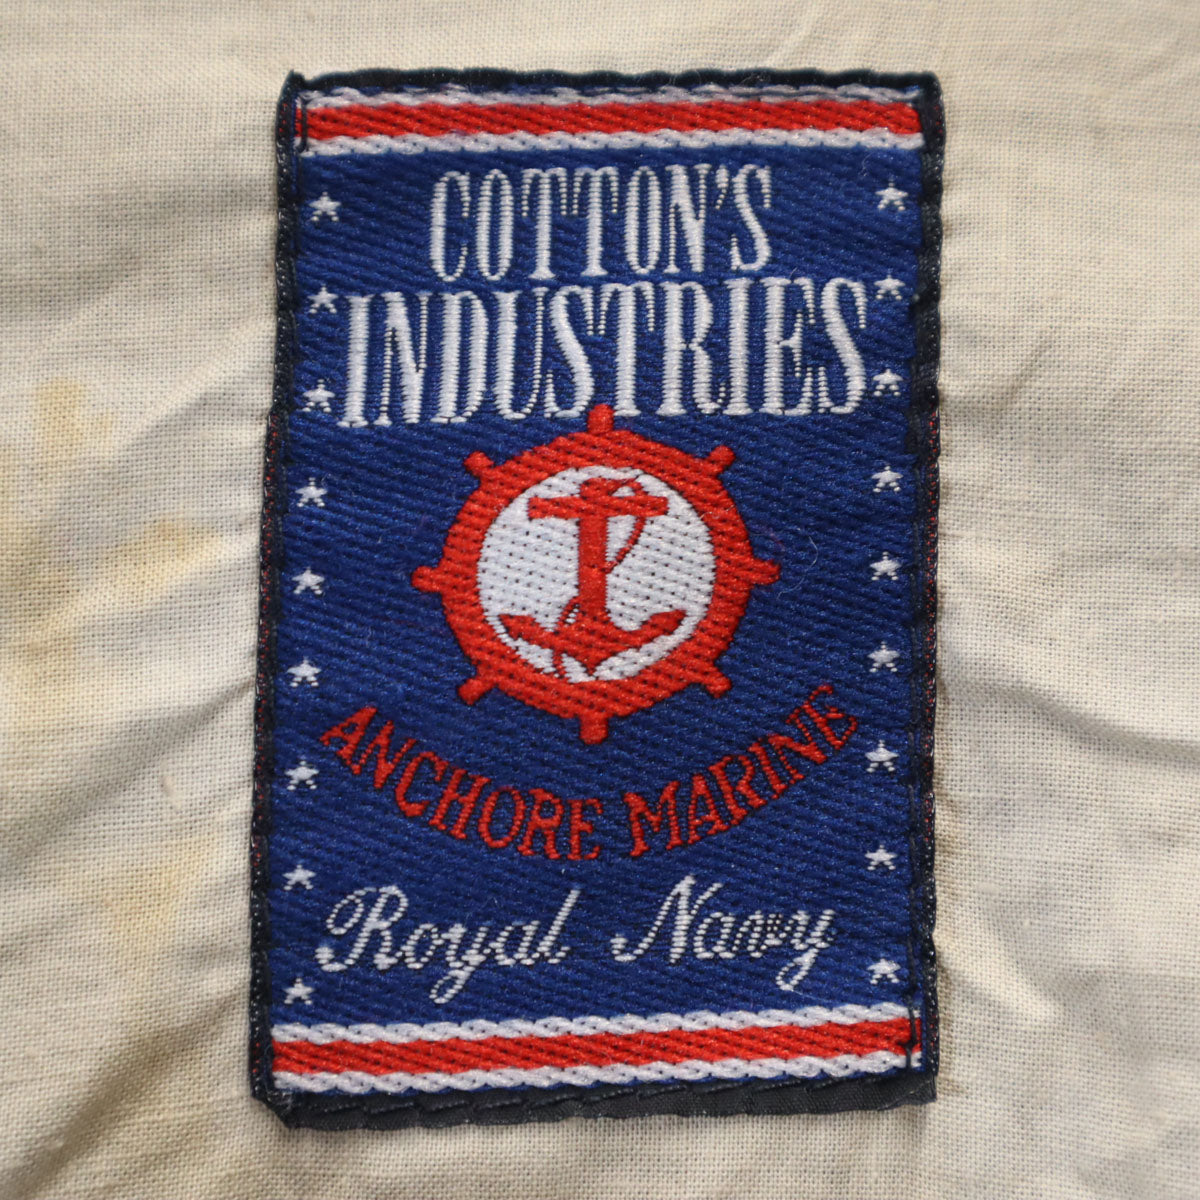 COTTON'S
INDUSTRIES
ANCHORE MARINE
Royal Navy